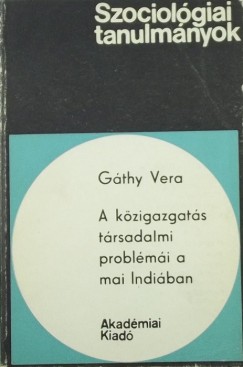 Szociológiai
tanulmányok
Gáthy Vera
A közigazgatás
társadalmi
problémái a
mai Indiában
Akadémiai
Kiadó